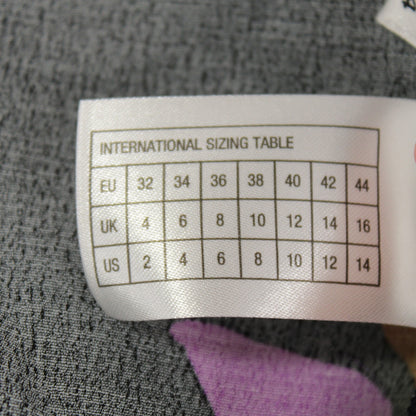 INTERNATIONAL SIZING TABLE
EU 32 34 36 38 40 42 44
UK 4 6 8 10 12 14 16
US 2 4 6 8 10 12 14